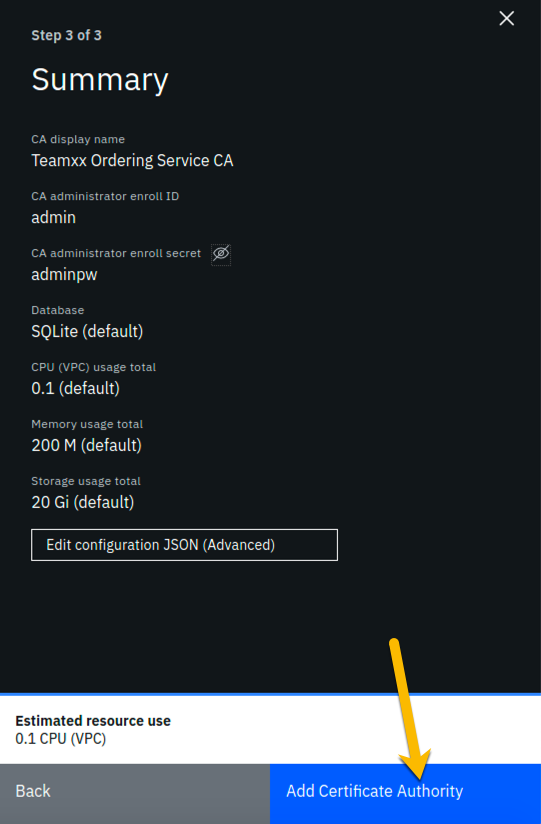 Step 3 of 3
Summary
CA display name
Teamxx Ordering Service CA
CA administrator enroll ID
admin
CA administrator enroll secret
adminpw
Database
SQLite (default)
CPU (VPC) usage total
0.1 (default)
Memory usage total
200 M (default)
Storage usage total
20 Gi (default)
Edit configuration JSON (Advanced)
Estimated resource use
0.1 CPU (VPC)
Back
Add Certificate Authority